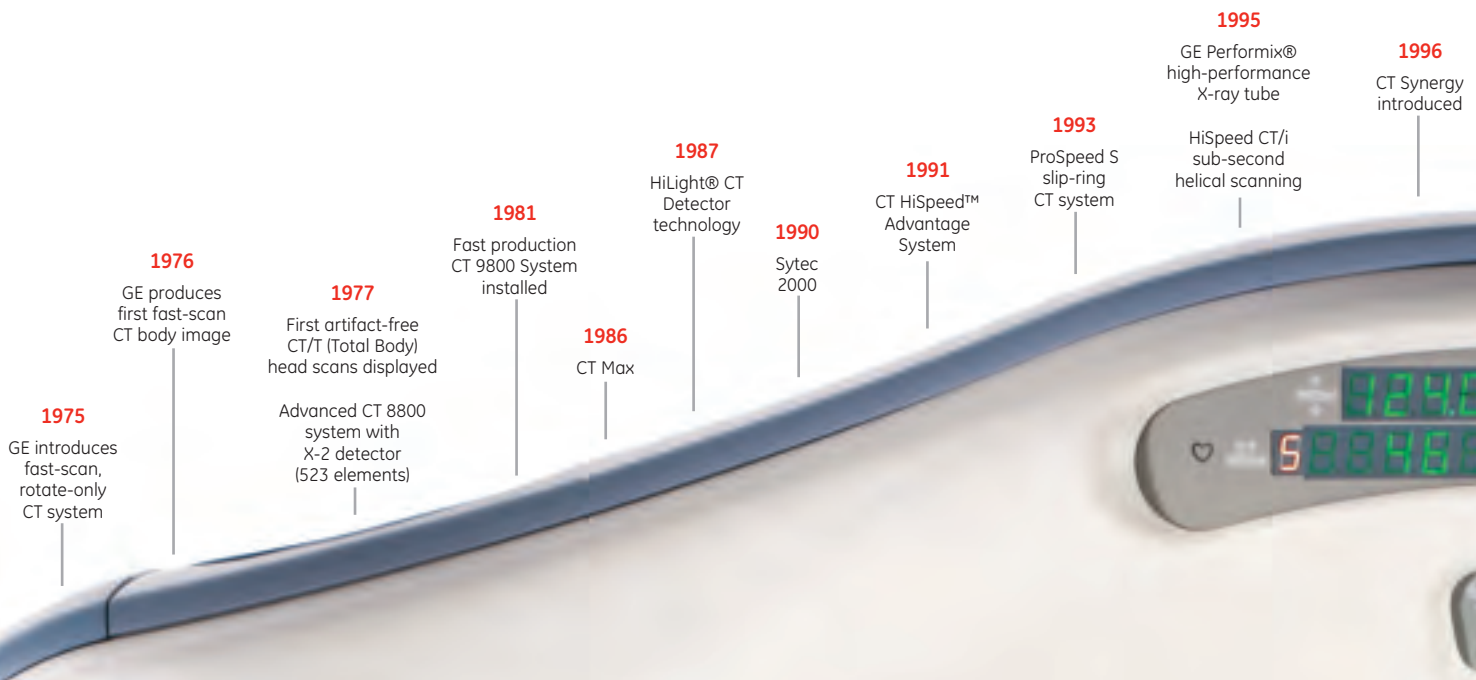 1975
GE introduces
fast-scan,
rotate-only
CT system
1976
GE produces
first fast-scan
CT body image
1977
First artifact-free
CT/T (Total Body)
head scans displayed
Advanced CT 8800
system with
X-2 detector
(523 elements)
1981
Fast production
CT 9800 System
installed
1986
CT Max
1987
HiLight® CT
Detector
technology
1990
Sytec
2000
1991
CT HiSpeed™
Advantage
System
1993
ProSpeed S
slip-ring
CT system
1995
GE Performix®
high-performance
X-ray tube
HiSpeed CT/i
sub-second
helical scanning
1996
CT Synergy
introduced
124.
S 46